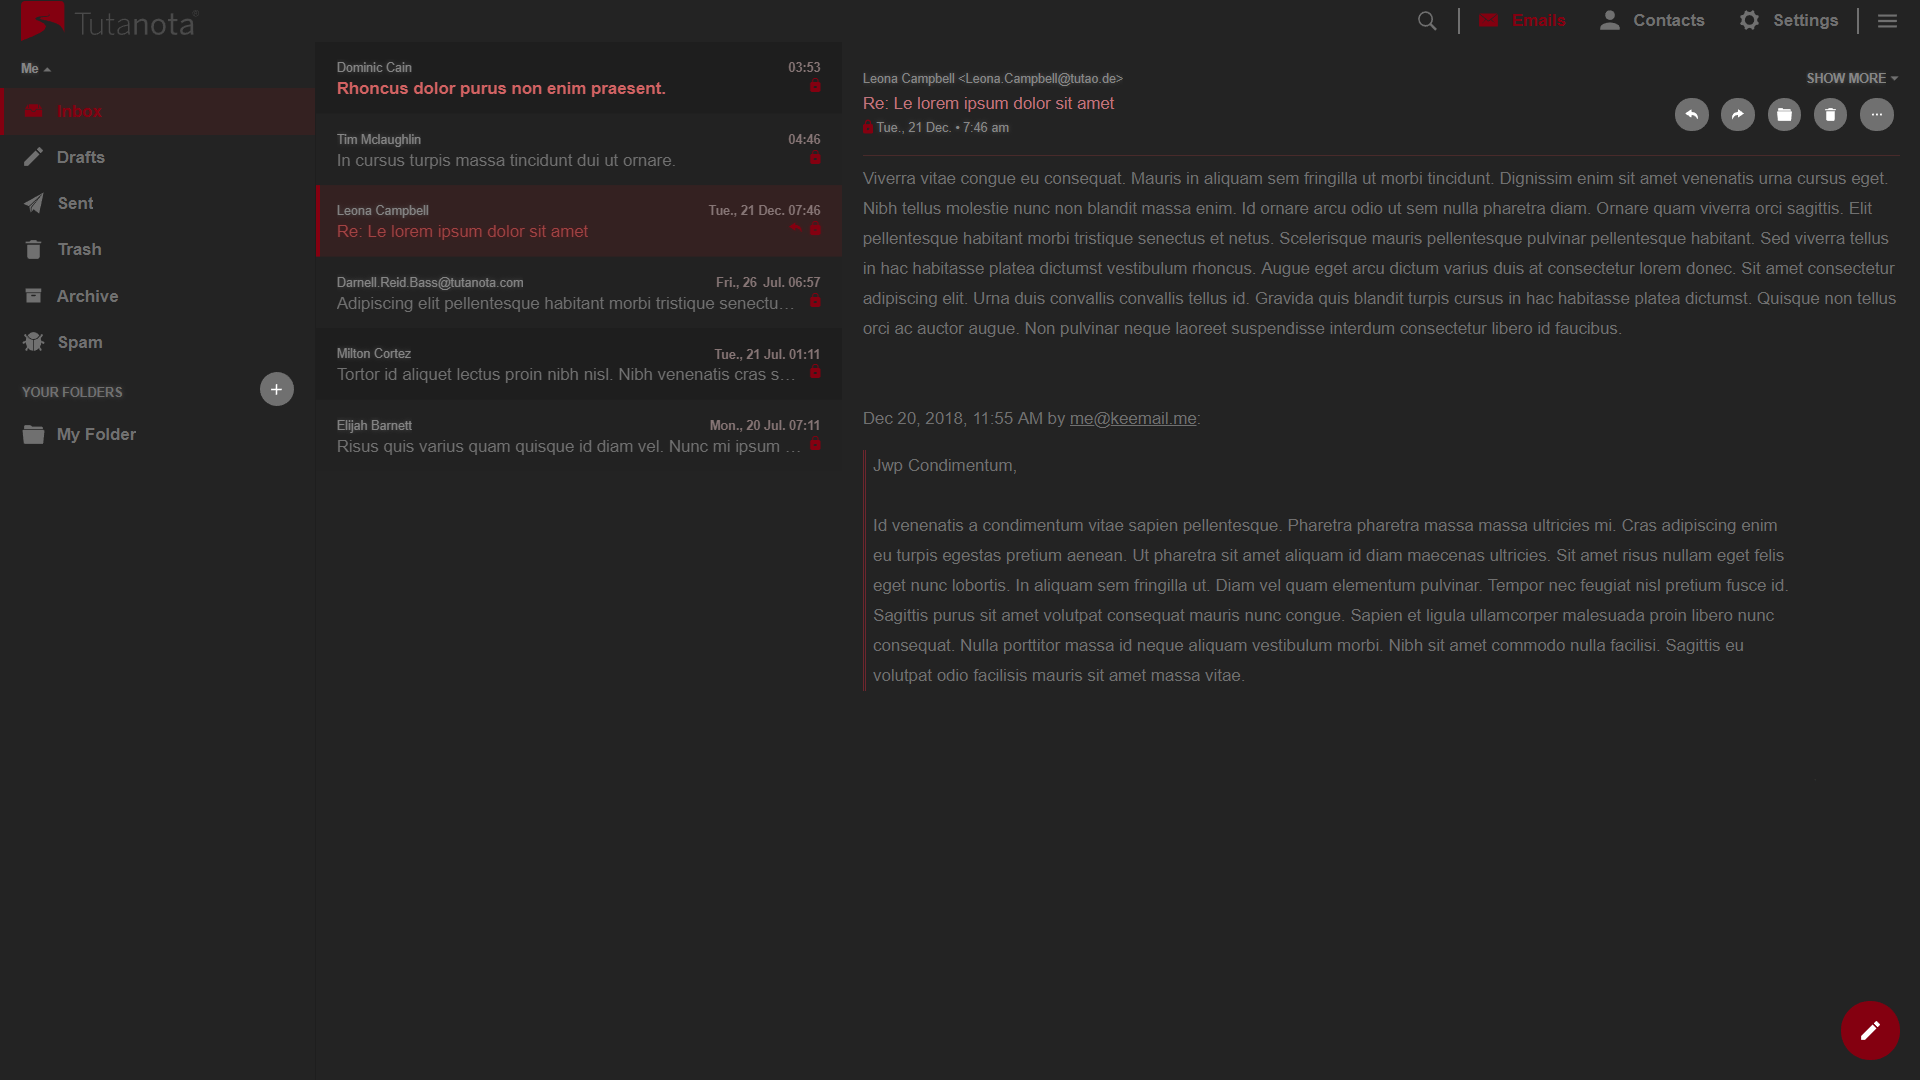 Tutanota®
Emails
Contacts
Settings
Me
Inbox
Drafts
Sent
Trash
Archive
Spam
YOUR FOLDERS
My Folder
Dominic Cain 03:53
Rhoncus dolor purus non enim praesent.
Tim Mclaughlin 04:46
In cursus turpis massa tincidunt dui ut ornare.
Leona Campbell Tue., 21 Dec. 07:46
Re: Le lorem ipsum dolor sit amet
Darnell.Reid.Bass@tutanota.com Fri., 26 Jul. 06:57
Adipiscing elit pellentesque habitant morbi tristique senectu…
Milton Cortez Tue., 21 Jul. 01:11
Tortor id aliquet lectus proin nibh nisl. Nibh venenatis cras s…
Elijah Barnett Mon., 20 Jul. 07:11
Risus quis varius quam quisque id diam vel. Nunc mi ipsum …
Leona Campbell <Leona.Campbell@tutao.de> SHOW MORE
Re: Le lorem ipsum dolor sit amet
Tue., 21 Dec. • 7:46 am
Viverra vitae congue eu consequat. Mauris in aliquam sem fringilla ut morbi tincidunt. Dignissim enim sit amet venenatis urna cursus eget.
Nibh tellus molestie nunc non blandit massa enim. Id ornare arcu odio ut sem nulla pharetra diam. Ornare quam viverra orci sagittis. Elit
pellentesque habitant morbi tristique senectus et netus. Scelerisque mauris pellentesque pulvinar pellentesque habitant. Sed viverra tellus
in hac habitasse platea dictumst vestibulum rhoncus. Augue eget arcu dictum varius duis at consectetur lorem donec. Sit amet consectetur
adipiscing elit. Urna duis convallis convallis tellus id. Gravida quis blandit turpis cursus in hac habitasse platea dictumst. Quisque non tellus
orci ac auctor augue. Non pulvinar neque laoreet suspendisse interdum consectetur libero id faucibus.
Dec 20, 2018, 11:55 AM by me@keemail.me:
Jwp Condimentum,
Id venenatis a condimentum vitae sapien pellentesque. Pharetra pharetra massa massa ultricies mi. Cras adipiscing enim
eu turpis egestas pretium aenean. Ut pharetra sit amet aliquam id diam maecenas ultricies. Sit amet risus nullam eget felis
eget nunc lobortis. In aliquam sem fringilla ut. Diam vel quam elementum pulvinar. Tempor nec feugiat nisl pretium fusce id.
Sagittis purus sit amet volutpat consequat mauris nunc congue. Sapien et ligula ullamcorper malesuada proin libero nunc
consequat. Nulla porttitor massa id neque aliquam vestibulum morbi. Nibh sit amet commodo nulla facilisi. Sagittis eu
volutpat odio facilisis mauris sit amet massa vitae.